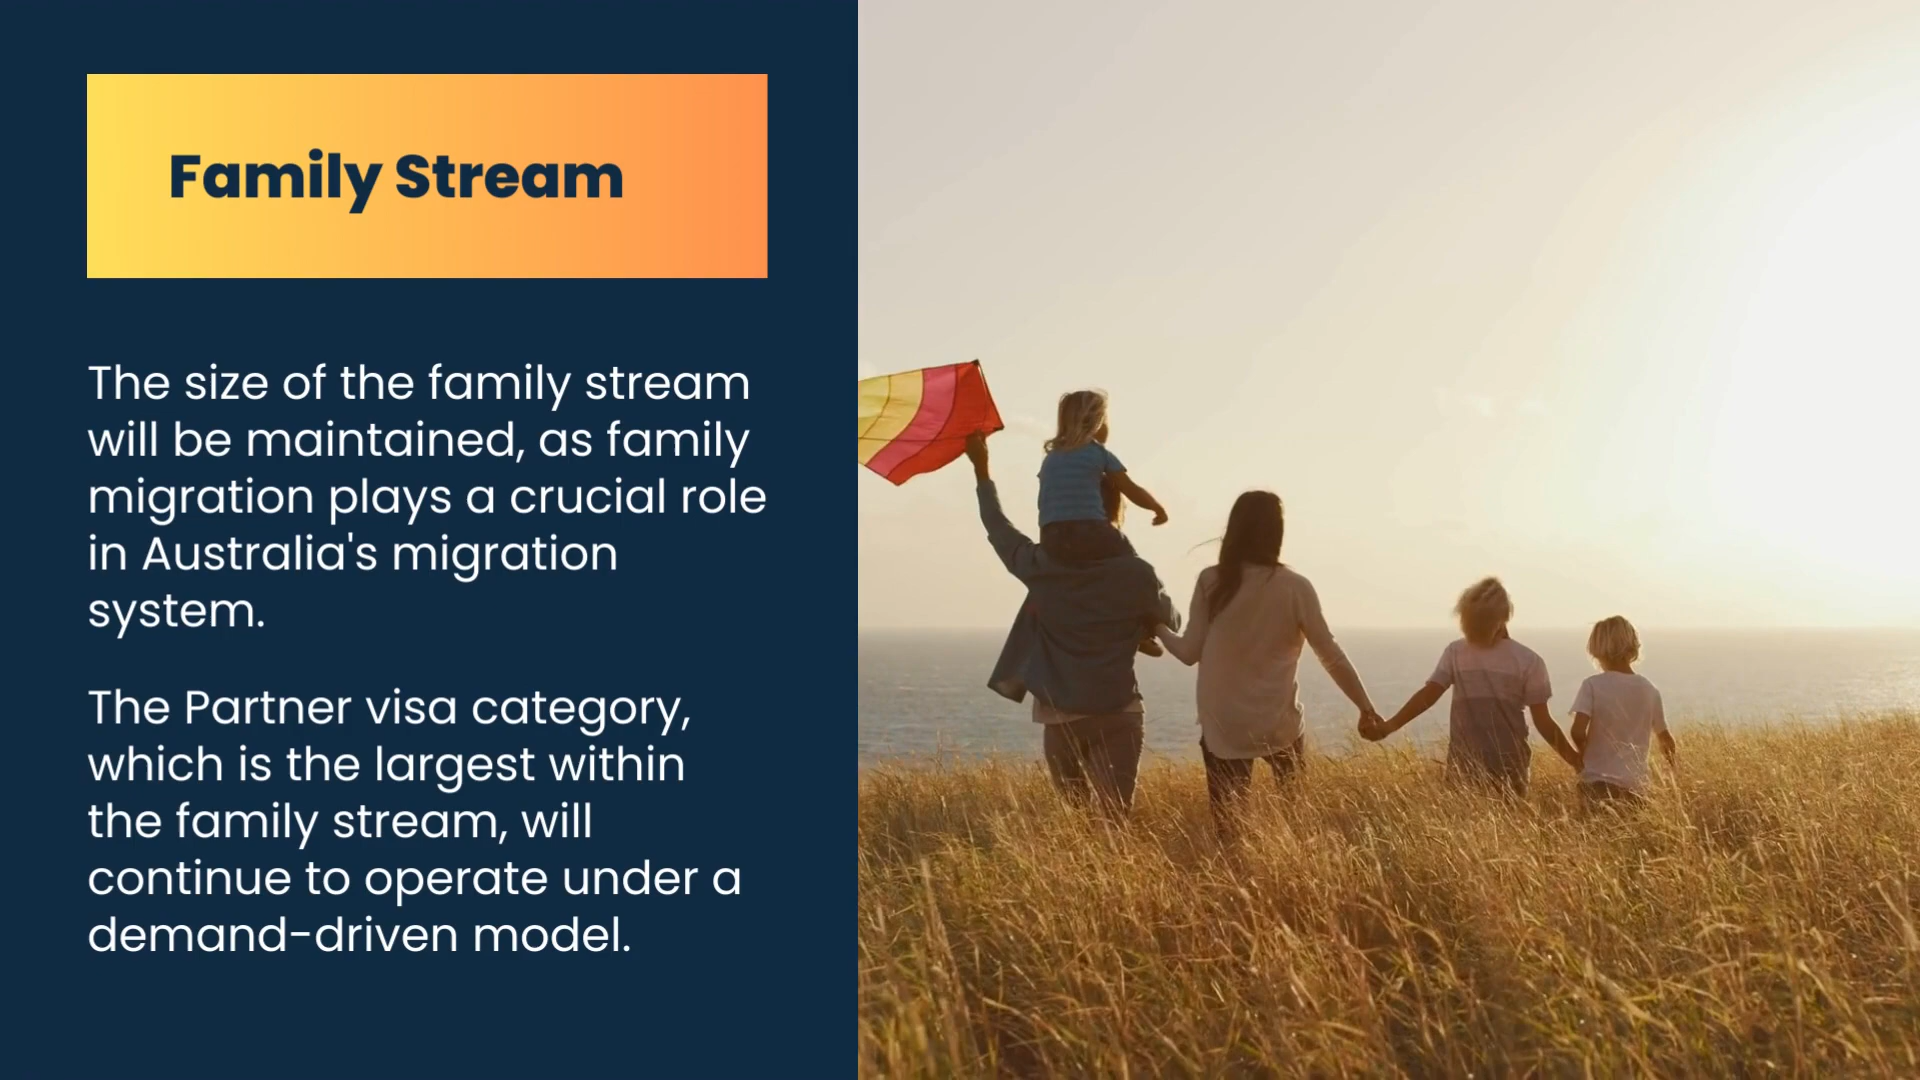 Family Stream
The size of the family stream
will be maintained, as family
migration plays a crucial role
in Australia's migration
system.
The Partner visa category,
which is the largest within
the family stream, will
continue to operate under a
demand-driven model.